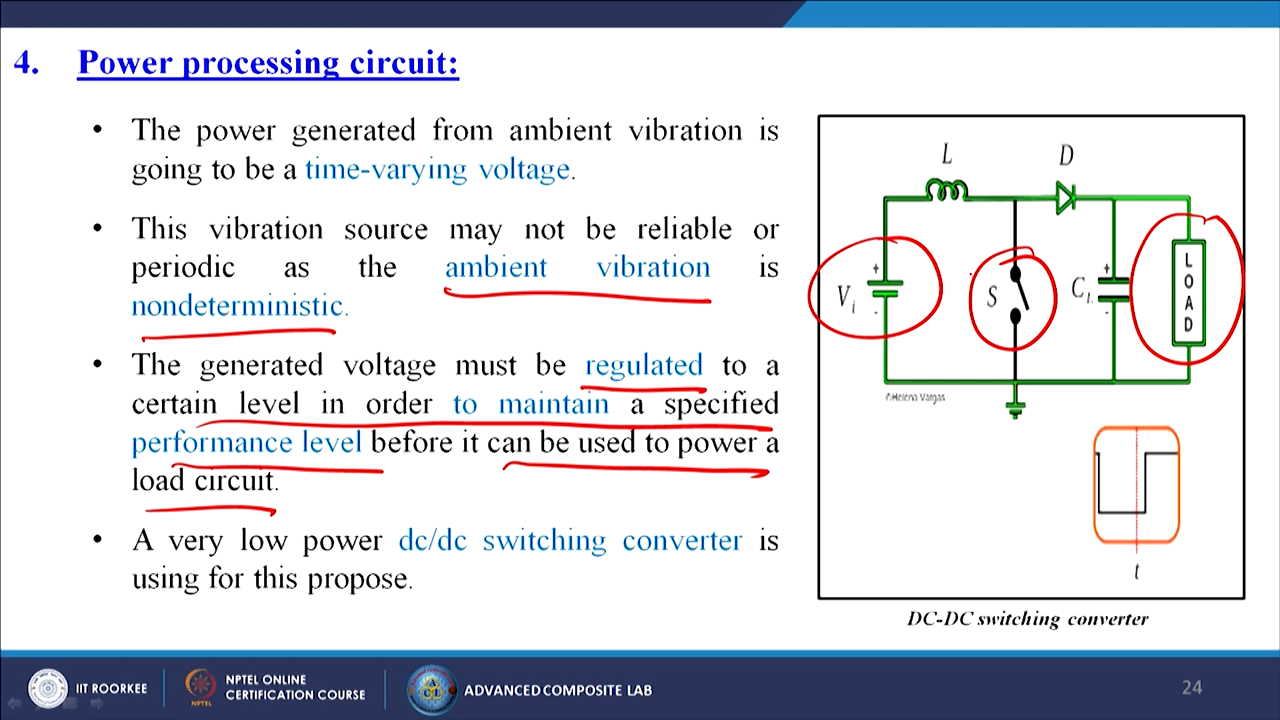 4. Power processing circuit:
• The power generated from ambient vibration is
going to be a time-varying voltage.
• This vibration source may not be reliable or
periodic as the ambient vibration is
nondeterministic.
• The generated voltage must be regulated to a
certain level in order to maintain a specified
performance level before it can be used to power a
load circuit.
• A very low power dc/dc switching converter is
using for this propose.
L
D
+
Vi
-
S
+
CL
-
LOAD
©Helena Vargas
t
DC-DC switching converter
IIT ROORKEE
NPTEL
NPTEL ONLINE
CERTIFICATION COURSE
ACL
ADVANCED COMPOSITE LAB
24